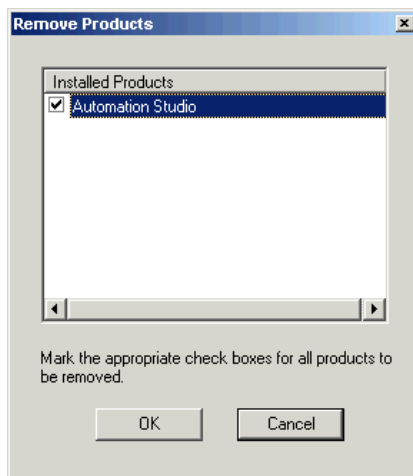 Remove Products
Installed Products
Automation Studio
Mark the appropriate check boxes for all products to
be removed.
OK
Cancel